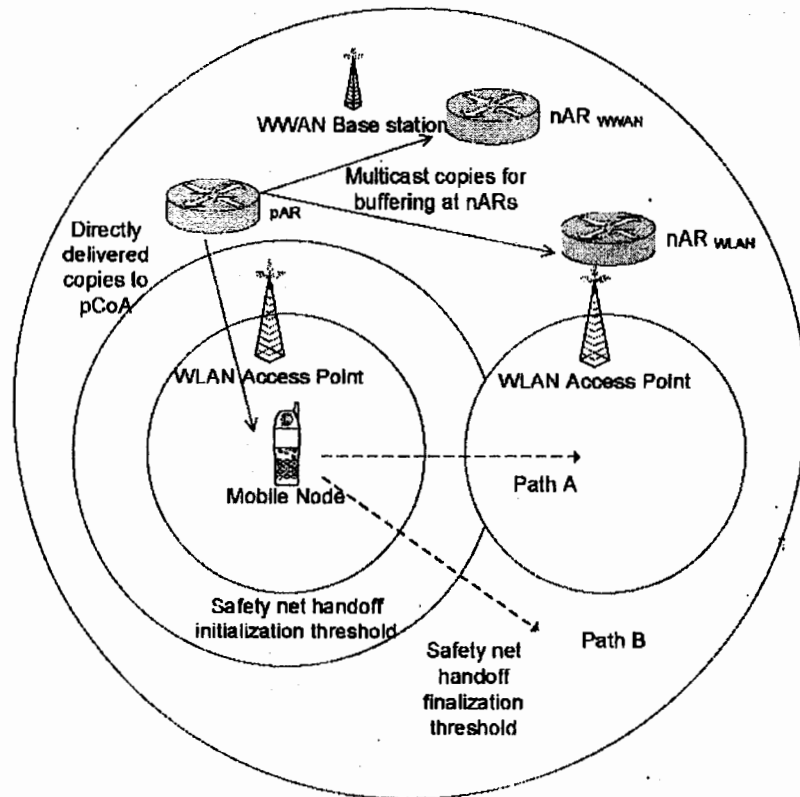 WWAN Base station
nAR WWAN
Multicast copies for
buffering at nARs
pAR
nAR WLAN
Directly
delivered
copies to
pCoA
WLAN Access Point
WLAN Access Point
Mobile Node
Path A
Safety net handoff
initialization threshold
Safety net
handoff
finalization
threshold
Path B